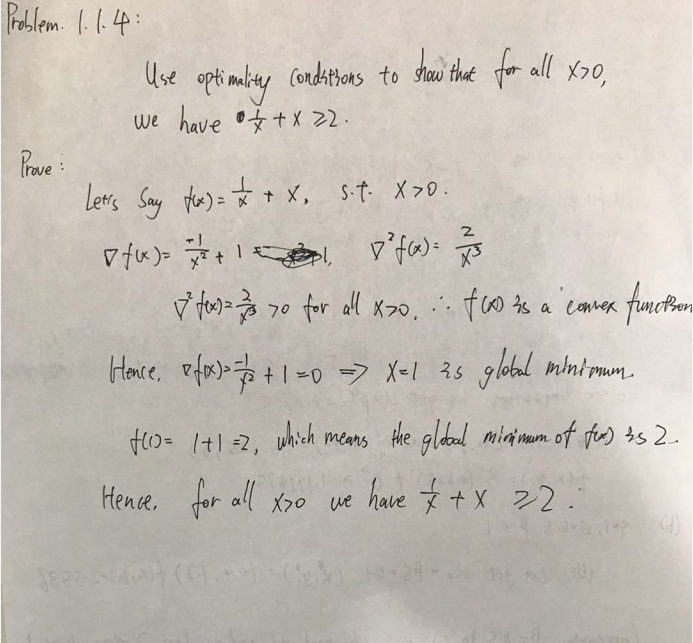 Problem. 1.1.4:
Use optimality conditions to show that for all x>0,
we have 1/x + x ≥2.
Prove:
Let's say f(x)= 1/x + x, s.t. x>0.
∇f(x)= -1/x² + 1 = 1, ∇²f(x)= 2/x³
∇²f(x)= 2/x³ >0 for all x>0, ∴ f(x) is a convex function
Hence, ∇f(x)= -1/x² + 1 =0 ⇒ x=1 is global minimum.
f(1)= 1+1=2, which means the global minimum of f(x) is 2.
Hence, for all x>0 we have 1/x + x ≥2.